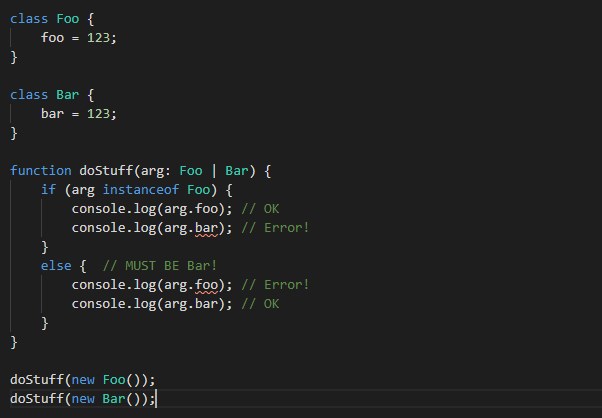 class Foo {
    foo = 123;
}

class Bar {
    bar = 123;
}

function doStuff(arg: Foo | Bar) {
    if (arg instanceof Foo) {
        console.log(arg.foo); // OK
        console.log(arg.bar); // Error!
    }
    else {  // MUST BE Bar!
        console.log(arg.foo); // Error!
        console.log(arg.bar); // OK
    }
}

doStuff(new Foo());
doStuff(new Bar());